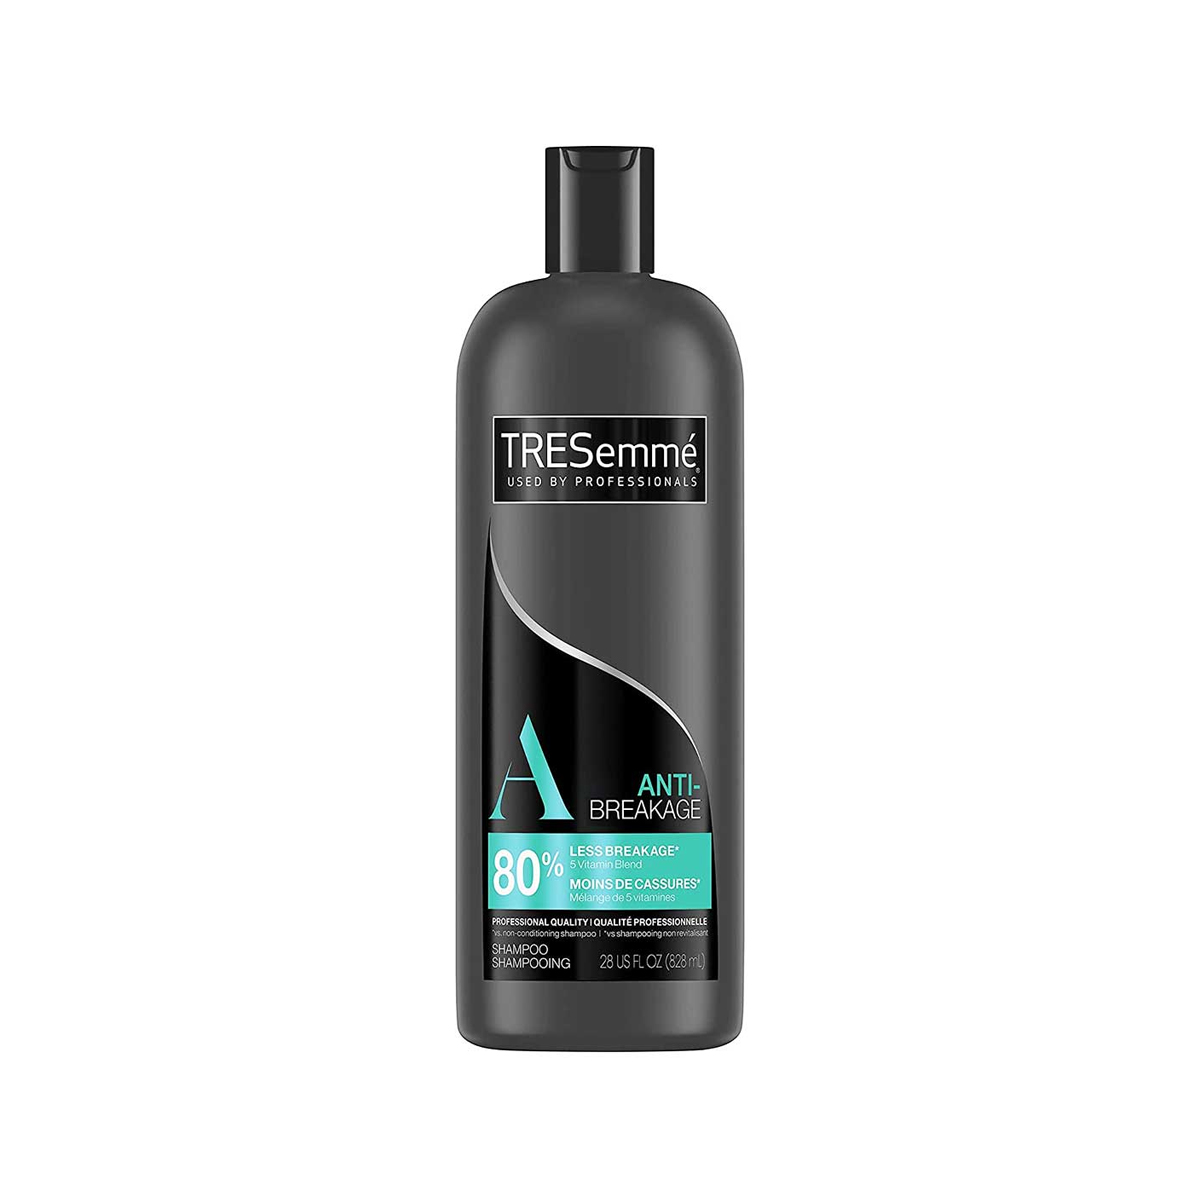 TRESemmé®
USED BY PROFESSIONALS
A
ANTI-
BREAKAGE
80%
LESS BREAKAGE*
5 Vitamin Blend
MOINS DE CASSURES*
Mélange de 5 vitamines
PROFESSIONAL QUALITY | QUALITÉ PROFESSIONNELLE
*vs. non-conditioning shampoo | *vs shampooing non revitalisant
SHAMPOO
SHAMPOOING
28 US FL OZ (828 mL)